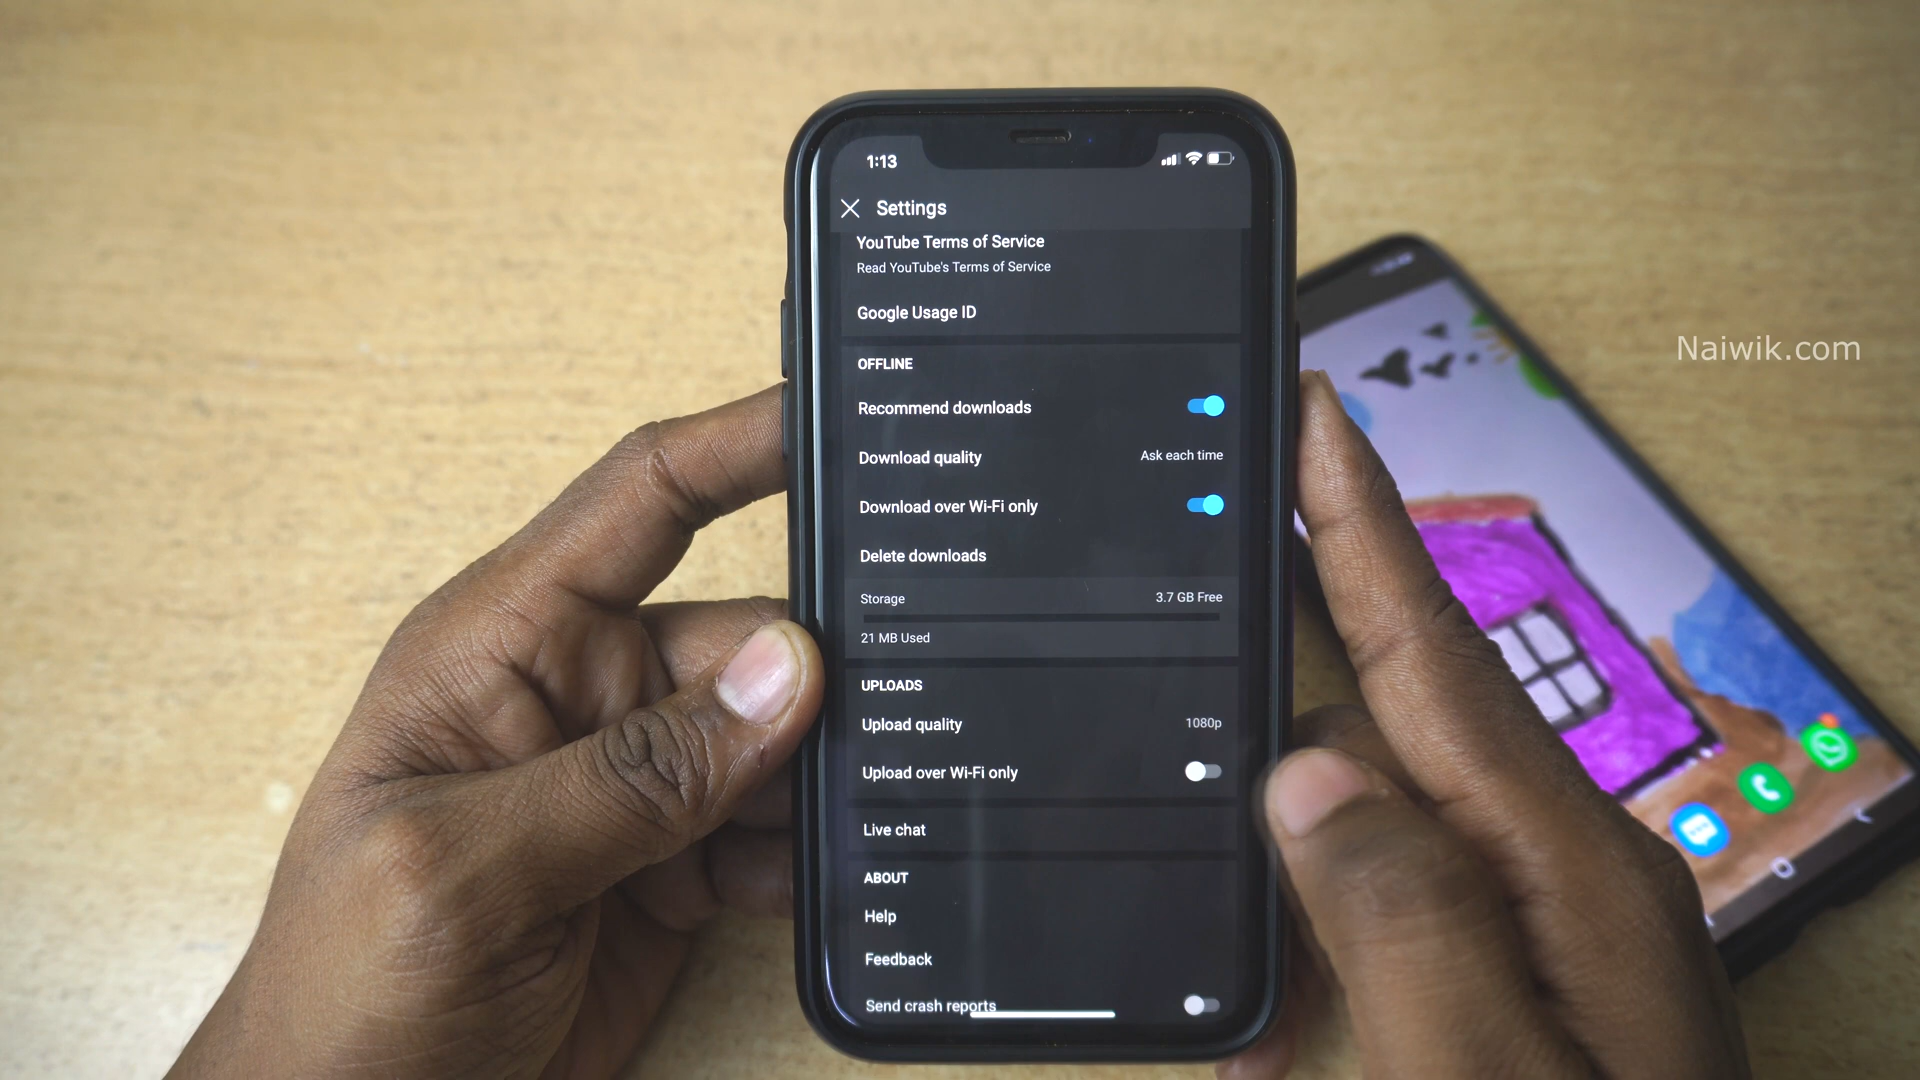 1:13
Settings
YouTube Terms of Service
Read YouTube's Terms of Service
Google Usage ID
OFFLINE
Recommend downloads
Download quality Ask each time
Download over Wi-Fi only
Delete downloads
Storage 3.7 GB Free
21 MB Used
UPLOADS
Upload quality 1080p
Upload over Wi-Fi only
Live chat
ABOUT
Help
Feedback
Send crash reports
Naiwik.com